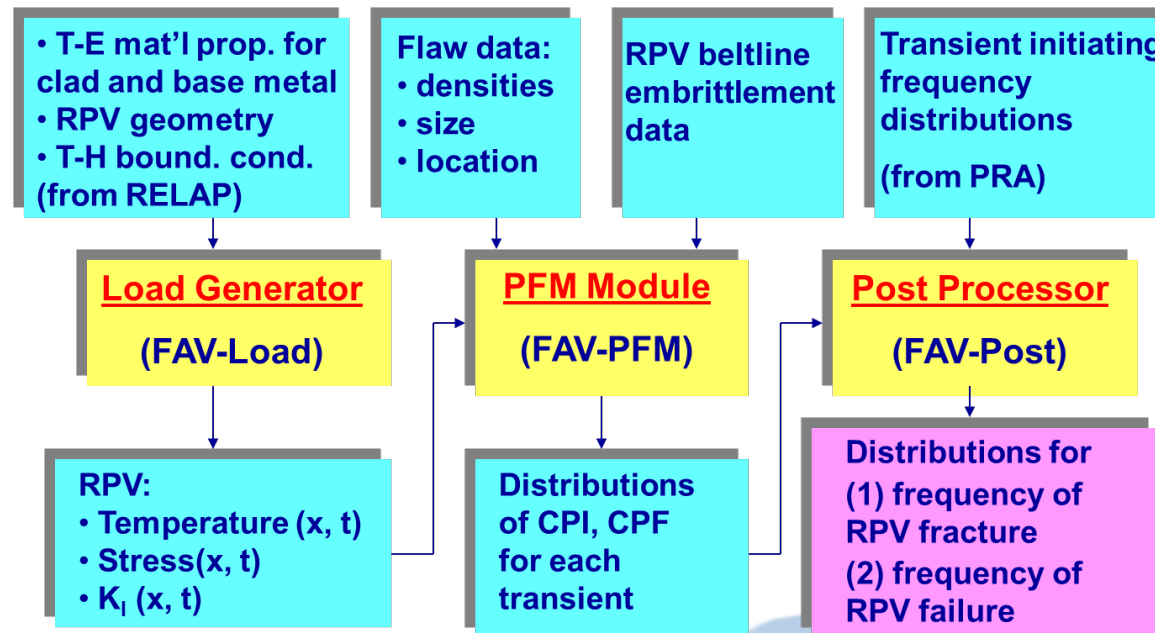 • T-E mat’l prop. for
clad and base metal
• RPV geometry
• T-H bound. cond.
(from RELAP)
Flaw data:
• densities
• size
• location
RPV beltline
embrittlement
data
Transient initiating
frequency
distributions
(from PRA)
Load Generator
(FAV-Load)
PFM Module
(FAV-PFM)
Post Processor
(FAV-Post)
RPV:
• Temperature (x, t)
• Stress(x, t)
• K_I (x, t)
Distributions
of CPI, CPF
for each
transient
Distributions for
(1) frequency of
RPV fracture
(2) frequency of
RPV failure